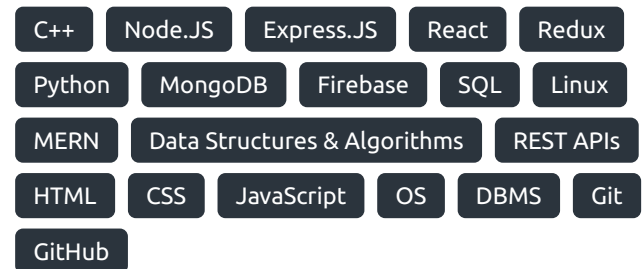 C++ Node.JS Express.JS React Redux
Python MongoDB Firebase SQL Linux
MERN Data Structures & Algorithms REST APIs
HTML CSS JavaScript OS DBMS Git
GitHub